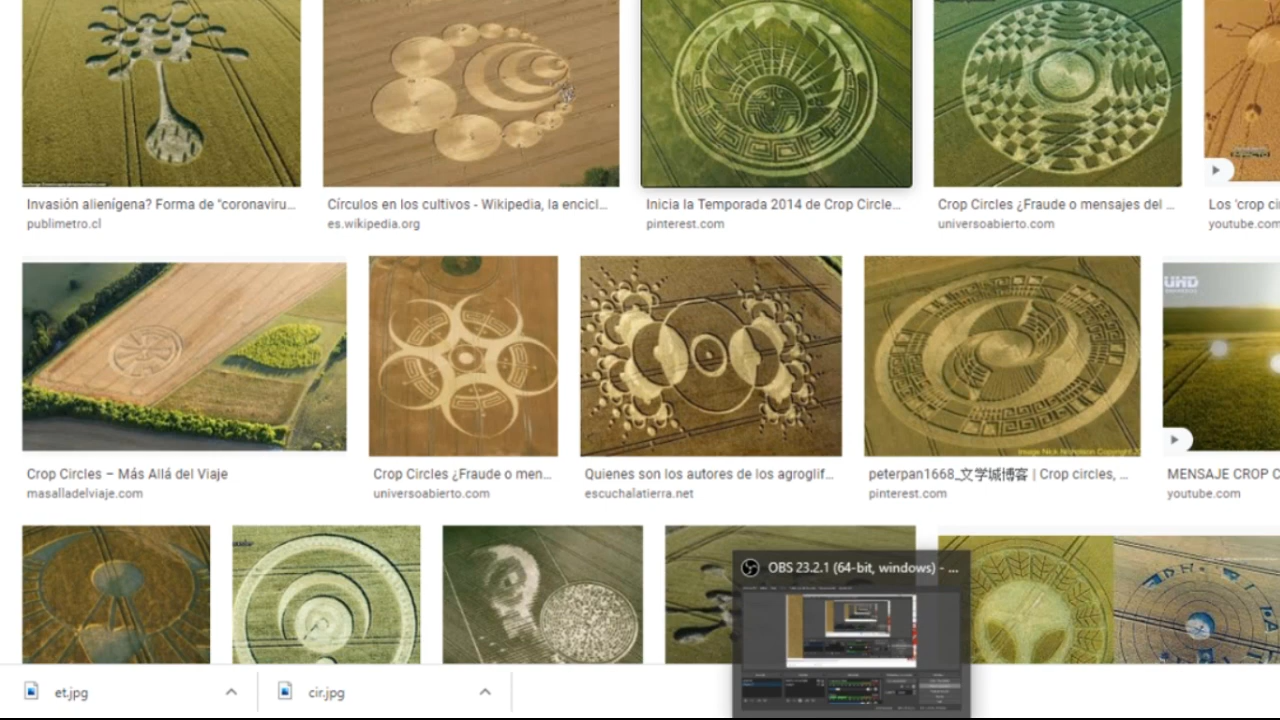 Invasión alienígena? Forma de "coronaviru...
publimetro.cl
Círculos en los cultivos - Wikipedia, la encicl...
es.wikipedia.org
Inicia la Temporada 2014 de Crop Circle...
pinterest.com
Crop Circles ¿Fraude o mensajes del ...
universoabierto.com
Los 'crop ci
youtube.com
UHD
Image Nick Nicholson Copyright
Crop Circles – Más Allá del Viaje
masalladelviaje.com
Crop Circles ¿Fraude o men...
universoabierto.com
Quienes son los autores de los agroglif...
escuchalatierra.net
peterpan1668_文学城博客 | Crop circles, ...
pinterest.com
MENSAJE CROP C
youtube.com
OBS 23.2.1 (64-bit, windows) - ...
et.jpg
cir.jpg